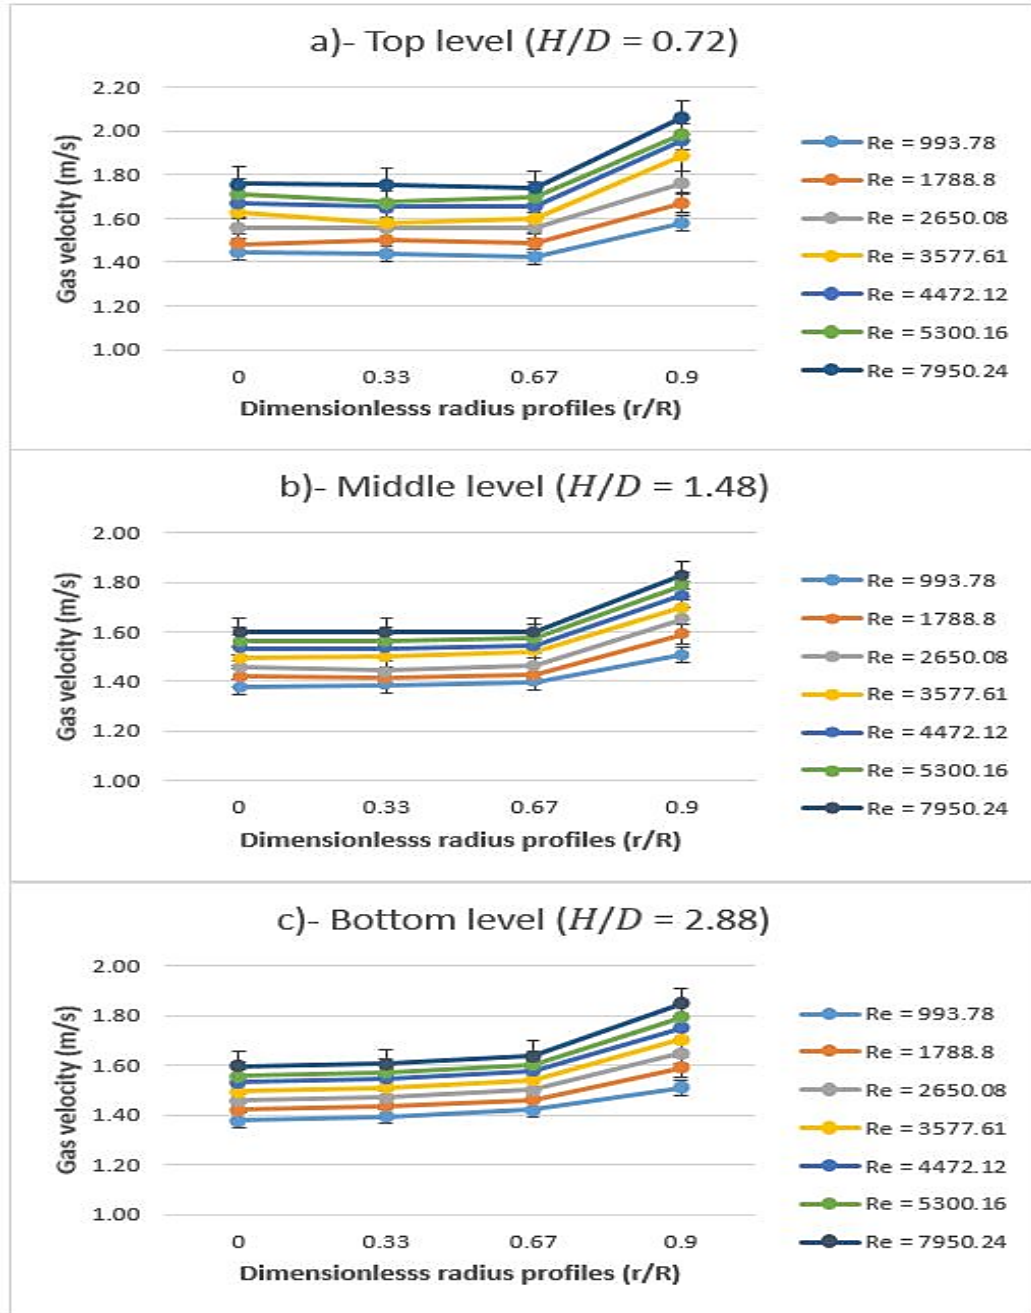 a)- Top level (H/D = 0.72)
Gas velocity (m/s)
2.20
2.00
1.80
1.60
1.40
1.20
1.00
0 0.33 0.67 0.9
Dimensionlesss radius profiles (r/R)
Re = 993.78
Re = 1788.8
Re = 2650.08
Re = 3577.61
Re = 4472.12
Re = 5300.16
Re = 7950.24
b)- Middle level (H/D = 1.48)
Gas velocity (m/s)
2.00
1.80
1.60
1.40
1.20
1.00
0 0.33 0.67 0.9
Dimensionlesss radius profiles (r/R)
Re = 993.78
Re = 1788.8
Re = 2650.08
Re = 3577.61
Re = 4472.12
Re = 5300.16
Re = 7950.24
c)- Bottom level (H/D = 2.88)
Gas velocity (m/s)
2.00
1.80
1.60
1.40
1.20
1.00
0 0.33 0.67 0.9
Dimensionlesss radius profiles (r/R)
Re = 993.78
Re = 1788.8
Re = 2650.08
Re = 3577.61
Re = 4472.12
Re = 5300.16
Re = 7950.24